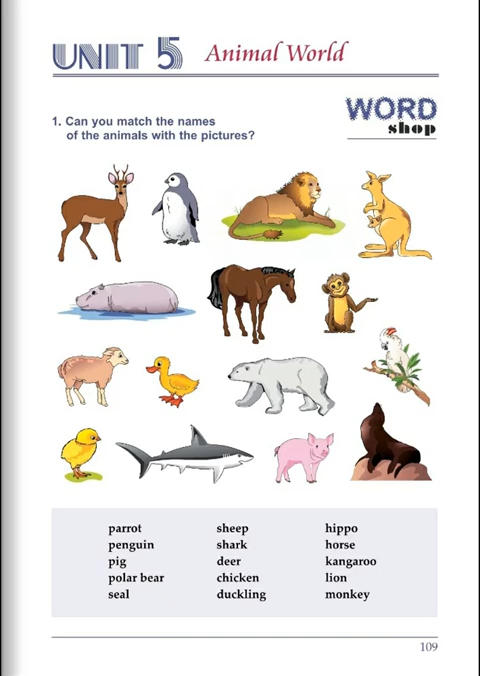 UNIT 5 Animal World
WORD
shop
1. Can you match the names
of the animals with the pictures?
parrot sheep hippo
penguin shark horse
pig deer kangaroo
polar bear chicken lion
seal duckling monkey
109